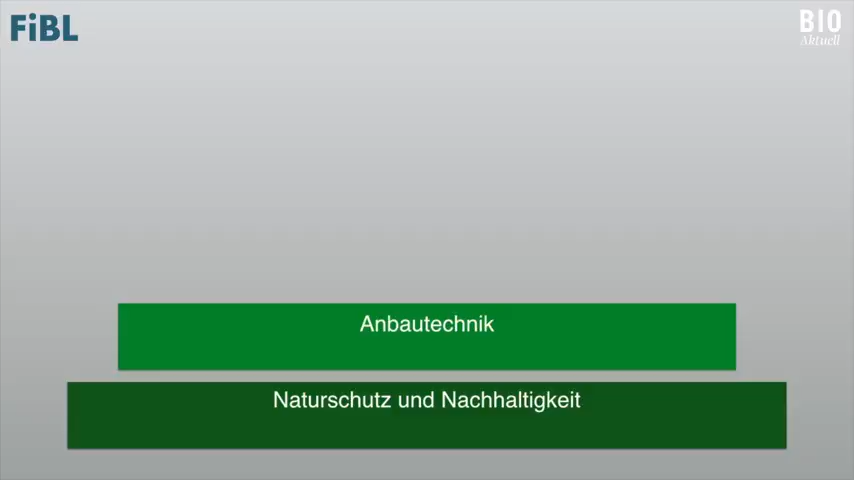 FiBL
BIO
Aktuell
Anbautechnik
Naturschutz und Nachhaltigkeit